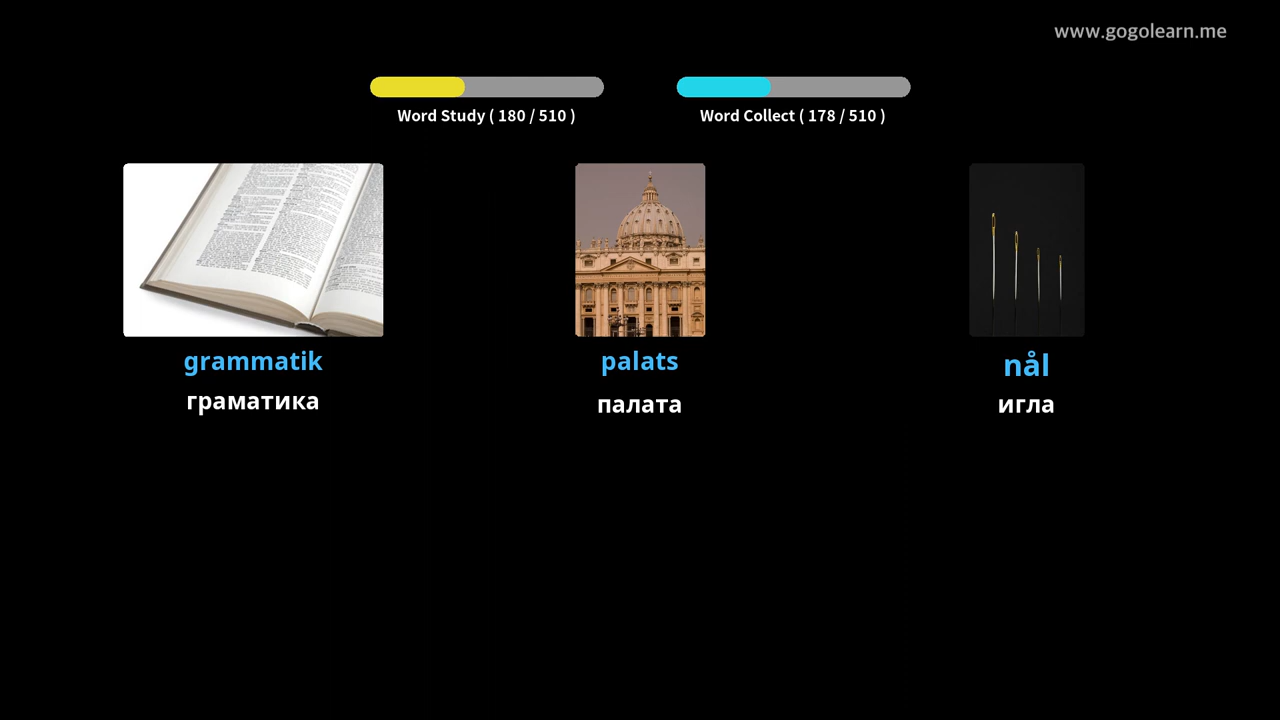 www.gogolearn.me
Word Study ( 180 / 510 )
Word Collect ( 178 / 510 )
grammatik
граматика
palats
палата
nål
игла